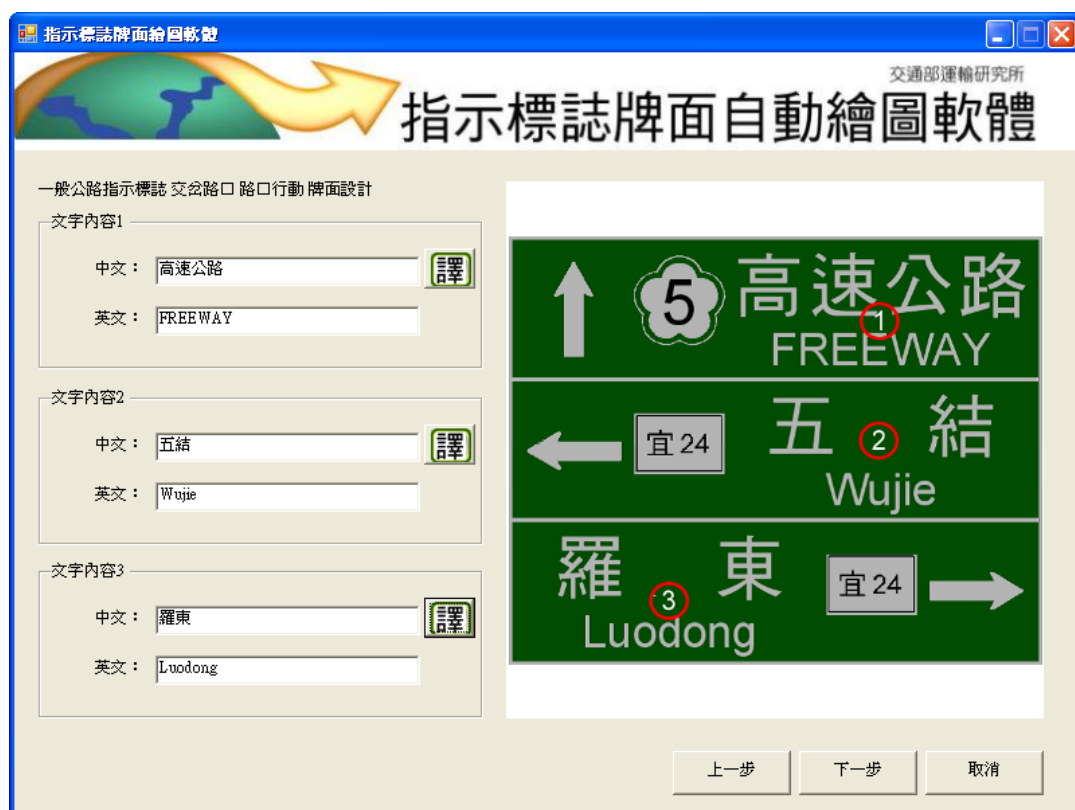 指示標誌牌面繪圖軟體
交通部運輸研究所
指示標誌牌面自動繪圖軟體
一般公路指示標誌 交岔路口 路口行動 牌面設計
文字內容1
中文： 高速公路 譯
英文： FREEWAY
文字內容2
中文： 五結 譯
英文： Wujie
文字內容3
中文： 羅東 譯
英文： Luodong
5 高速公路
1
FREEWAY
宜 24 五 2 結
Wujie
羅 東 宜 24
3
Luodong
上一步 下一步 取消